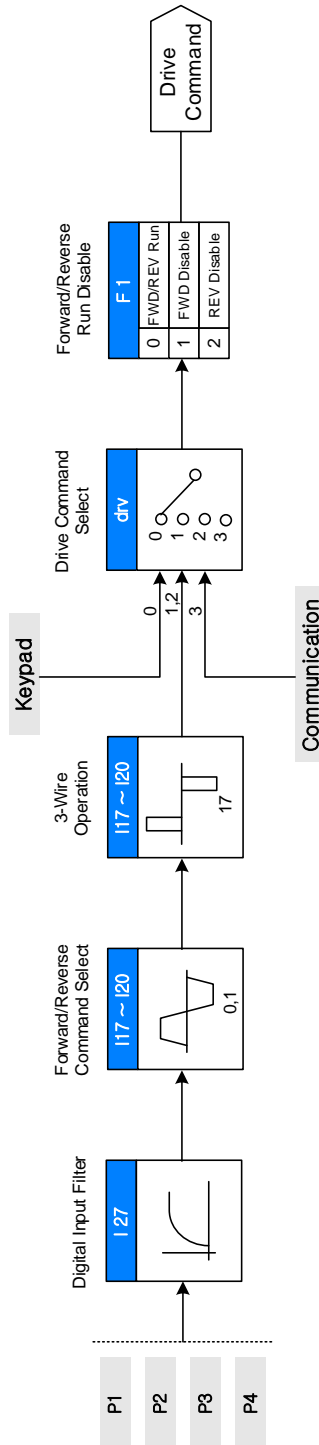 P1
P2
P3
P4
Digital Input Filter
I 27
Forward/Reverse
Command Select
I17 ~ I20
0,1
3-Wire
Operation
I17 ~ I20
17
Keypad
Communication
0
1,2
3
Drive Command
Select
drv
0
1
2
3
Forward/Reverse
Run Disable
F 1
0 FWD/REV Run
1 FWD Disable
2 REV Disable
Drive
Command